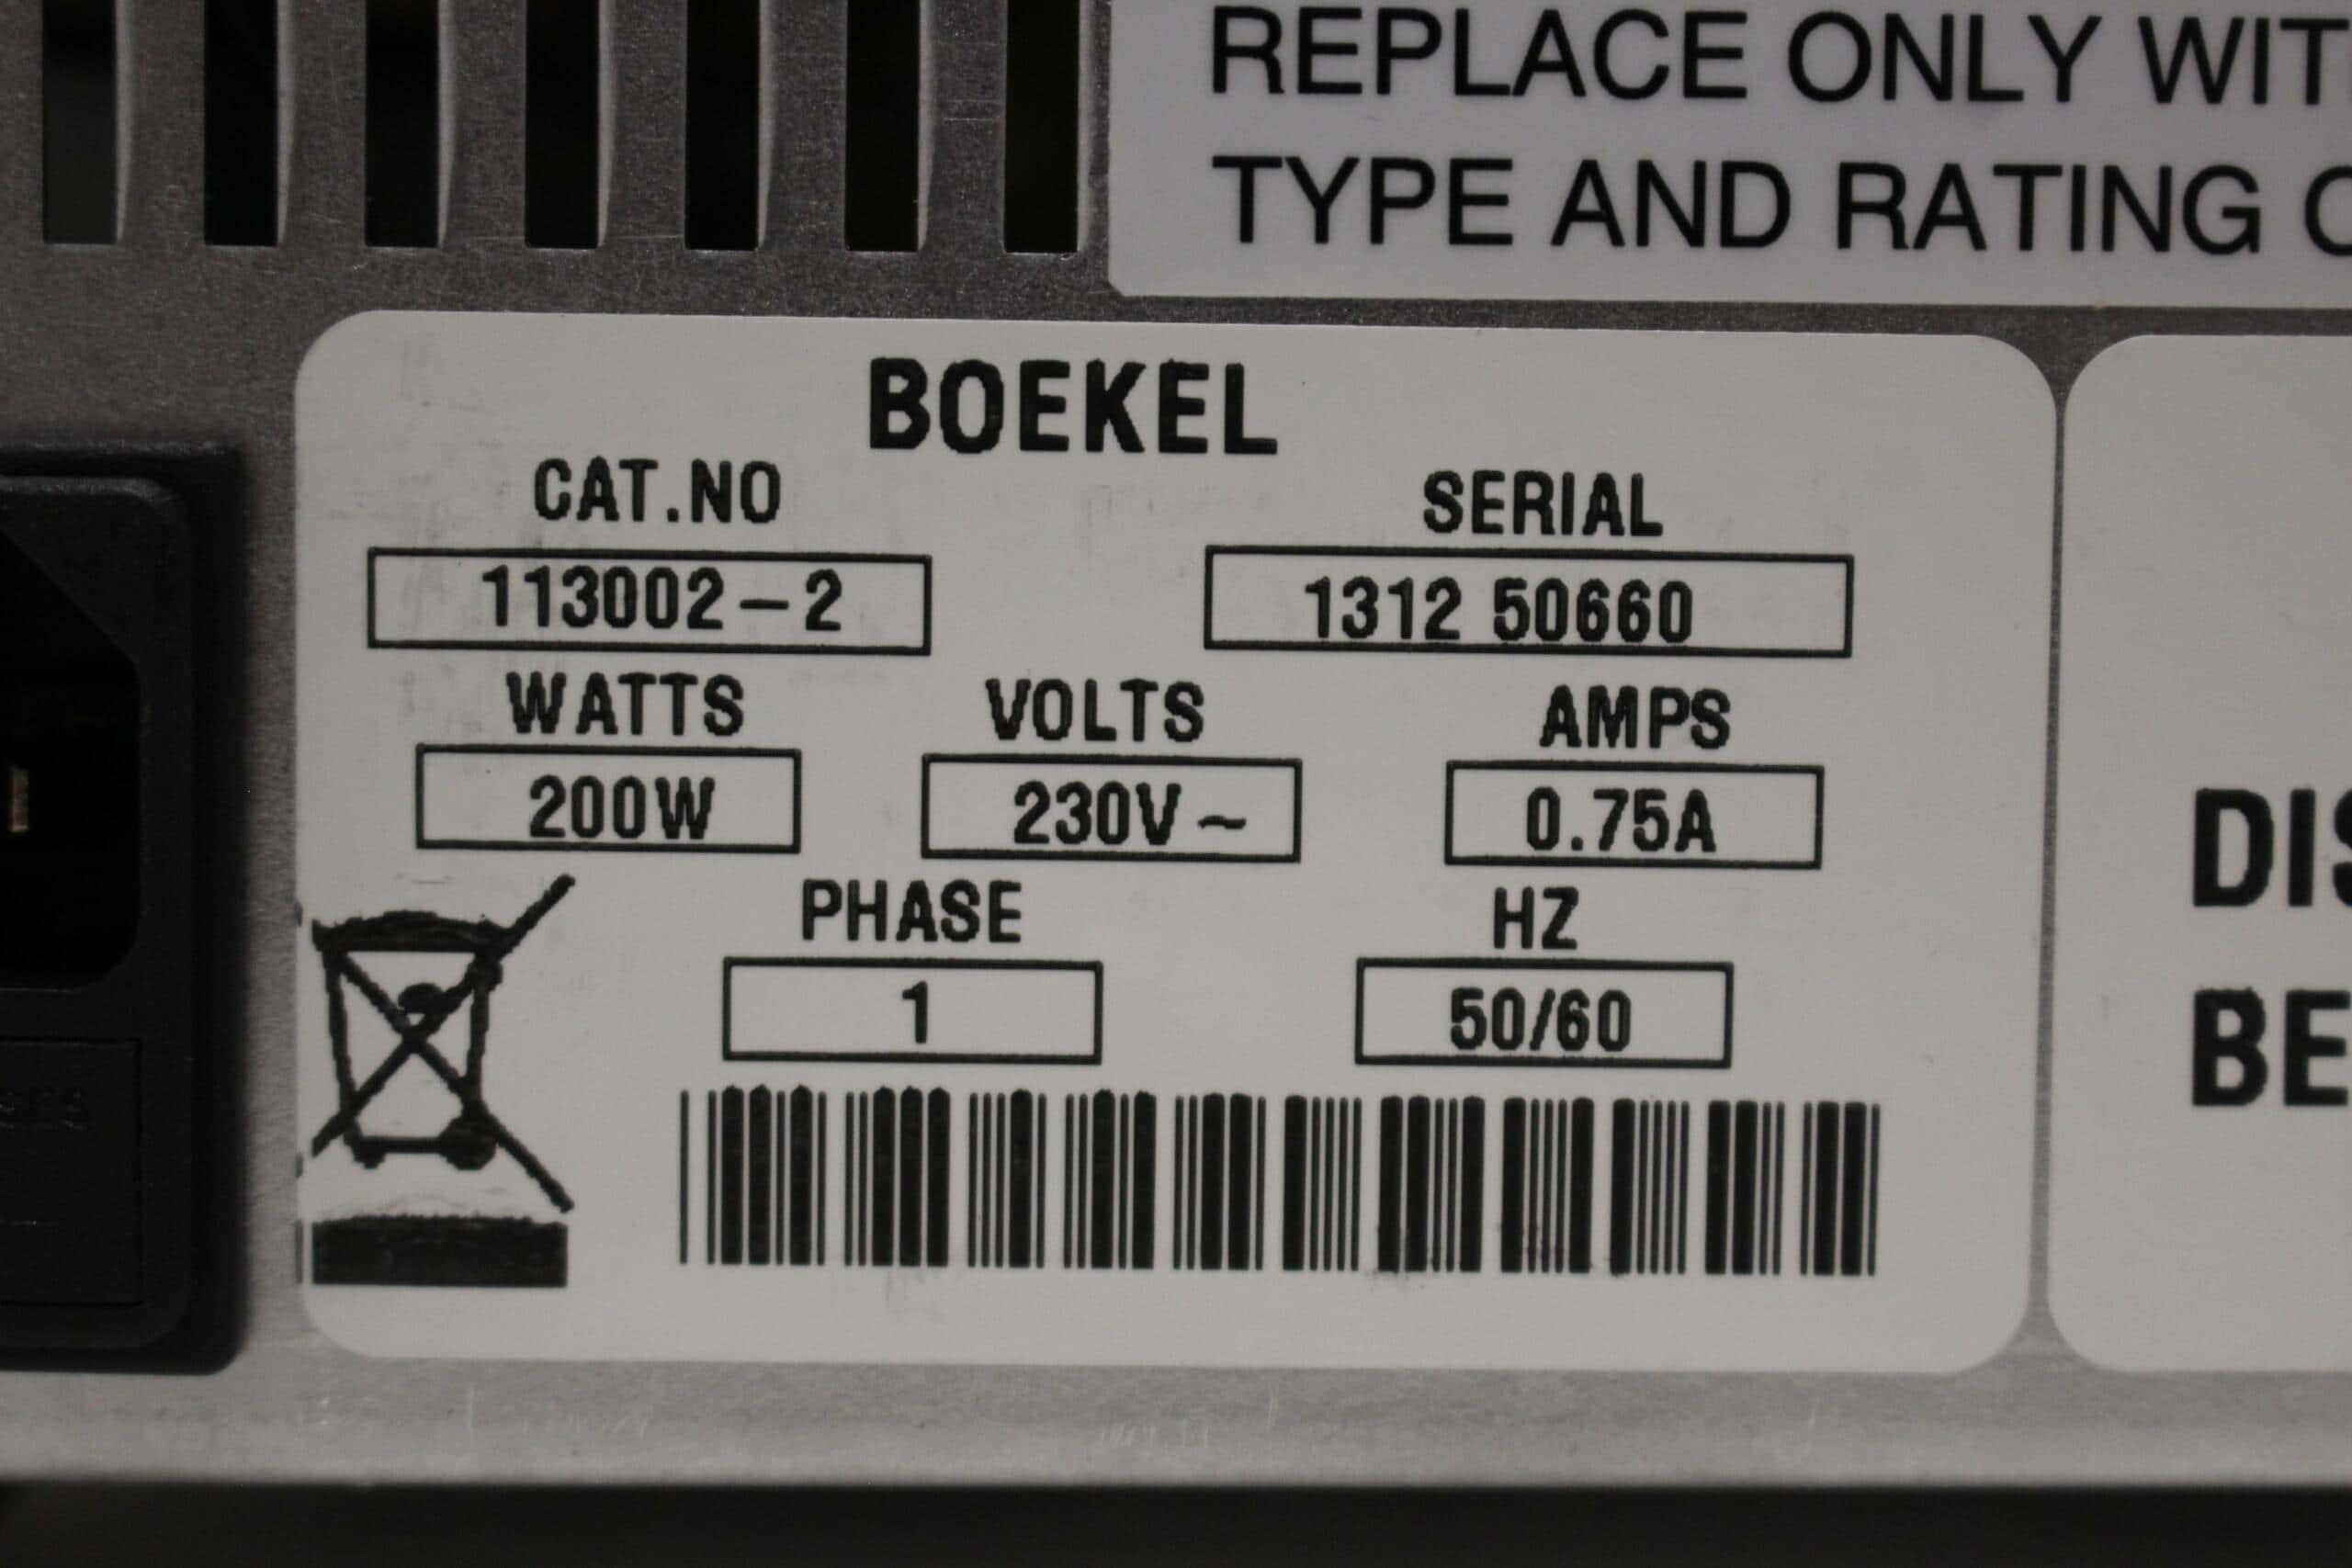 REPLACE ONLY WIT
TYPE AND RATING
BOEKEL
CAT.NO SERIAL
113002-2 1312 50660
WATTS VOLTS AMPS
200W 230V~ 0.75A
PHASE HZ
1 50/60
DIS
BE